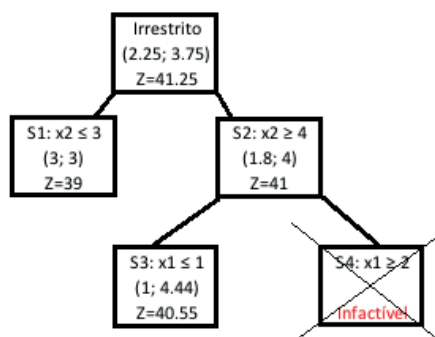 Irrestrito
(2.25; 3.75)
Z=41.25
S1: x2 ≤ 3
(3; 3)
Z=39
S2: x2 ≥ 4
(1.8; 4)
Z=41
S3: x1 ≤ 1
(1; 4.44)
Z=40.55
S4: x1 ≥ 2
Infactível